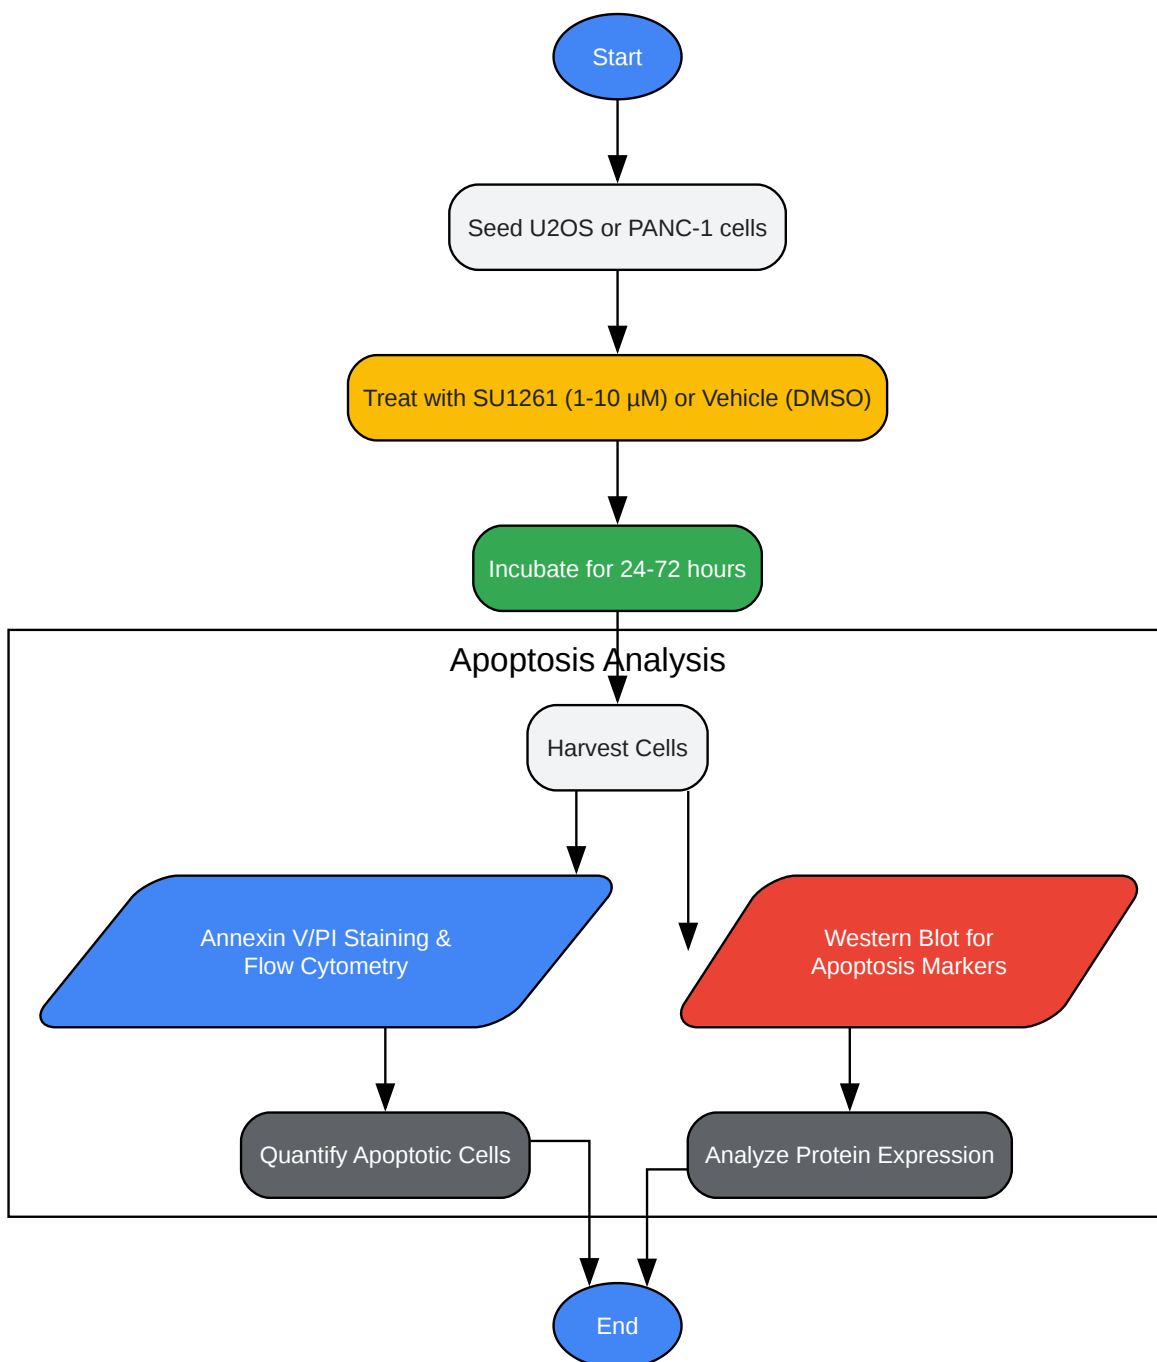 Start
Seed U2OS or PANC-1 cells
Treat with SU1261 (1-10 µM) or Vehicle (DMSO)
Incubate for 24-72 hours
Apoptosis Analysis
Harvest Cells
Annexin V/PI Staining &
Flow Cytometry
Western Blot for
Apoptosis Markers
Quantify Apoptotic Cells
Analyze Protein Expression
End